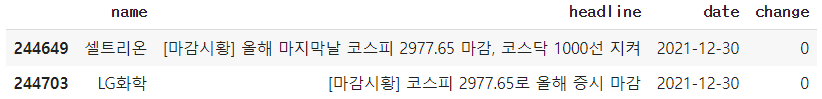 name headline date change
244649 셀트리온 [마감시황] 올해 마지막날 코스피 2977.65 마감, 코스닥 1000선 지켜 2021-12-30 0
244703 LG화학 [마감시황] 코스피 2977.65로 올해 증시 마감 2021-12-30 0